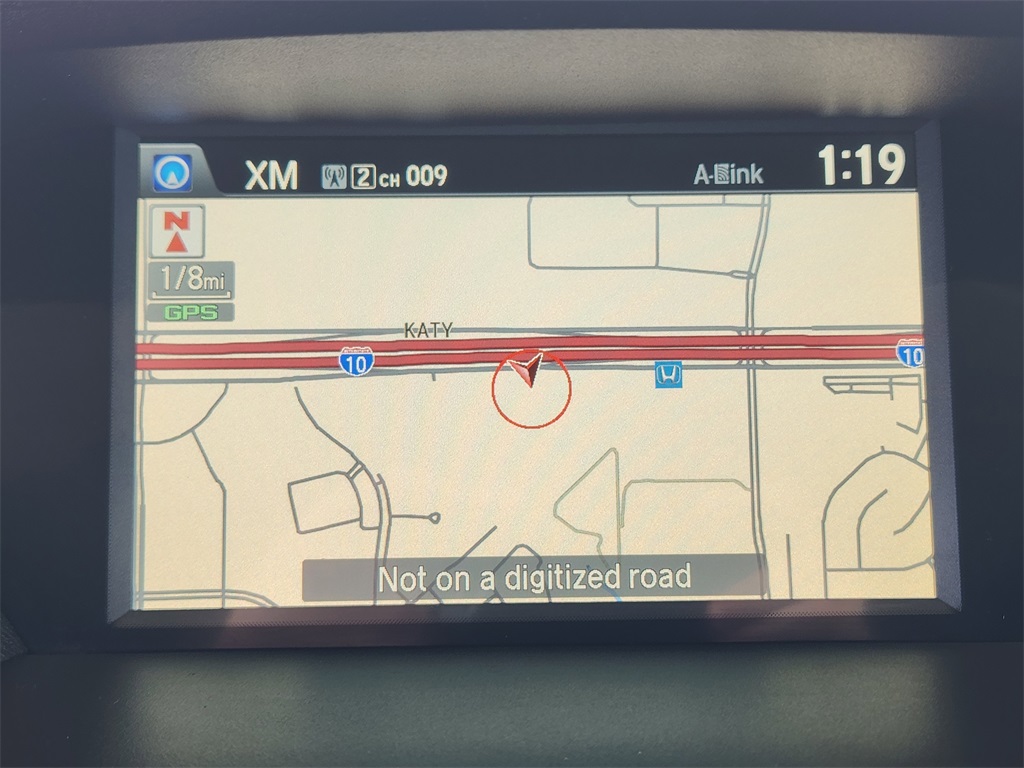 XM 2 CH 009 A-Link 1:19
N
1/8mi
GPS
KATY
10
10
Not on a digitized road